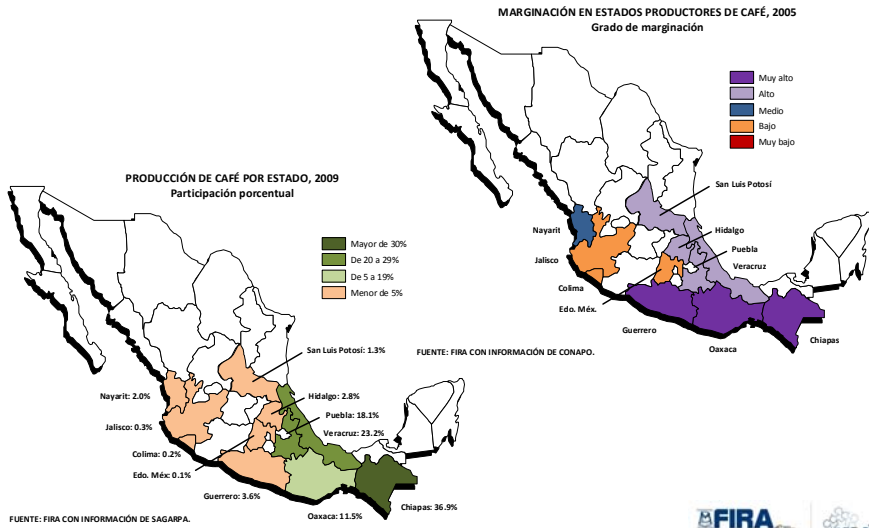 MARGINACIÓN EN ESTADOS PRODUCTORES DE CAFÉ, 2005
Grado de marginación
Muy alto
Alto
Medio
Bajo
Muy bajo
San Luis Potosí
Nayarit
Hidalgo
Jalisco
Puebla
Veracruz
Colima
Edo. Méx.
Guerrero
Oaxaca
Chiapas
FUENTE: FIRA CON INFORMACIÓN DE CONAPO.
PRODUCCIÓN DE CAFÉ POR ESTADO, 2009
Participación porcentual
Mayor de 30%
De 20 a 29%
De 5 a 19%
Menor de 5%
San Luis Potosí: 1.3%
Nayarit: 2.0%
Hidalgo: 2.8%
Puebla: 18.1%
Jalisco: 0.3%
Veracruz: 23.2%
Colima: 0.2%
Edo. Méx: 0.1%
Guerrero: 3.6%
Oaxaca: 11.5%
Chiapas: 36.9%
FUENTE: FIRA CON INFORMACIÓN DE SAGARPA.
FIRA